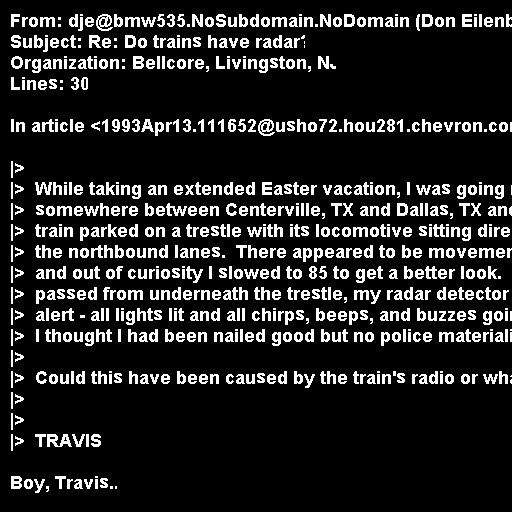 From: dje@bmw535.NoSubdomain.NoDomain (Don Eilenb
Subject: Re: Do trains have radar?
Organization: Bellcore, Livingston, NJ
Lines: 30

In article <1993Apr13.111652@usho72.hou281.chevron.co

|>
|>  While taking an extended Easter vacation, I was going
|>  somewhere between Centerville, TX and Dallas, TX and
|>  train parked on a trestle with its locomotive sitting dire
|>  the northbound lanes.  There appeared to be movemen
|>  and out of curiosity I slowed to 85 to get a better look.
|>  passed from underneath the trestle, my radar detector
|>  alert - all lights lit and all chirps, beeps, and buzzes goi
|>  I thought I had been nailed good but no police materiali
|>
|>  Could this have been caused by the train's radio or wha
|>
|>
|>  TRAVIS

Boy, Travis..